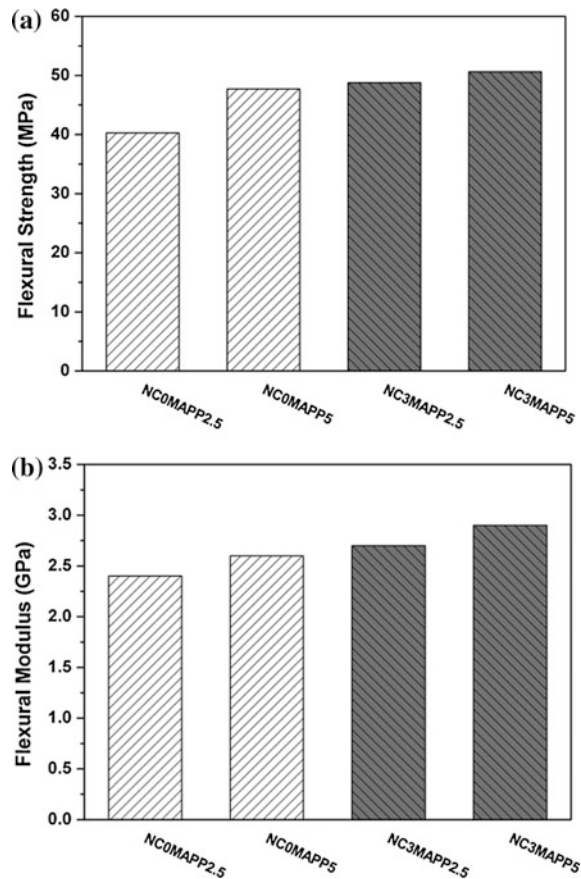 (a)
Flexural Strength (MPa)
60
50
40
30
20
10
0
NC0MAPP2.5
NC0MAPP5
NC3MAPP2.5
NC3MAPP5
(b)
Flexural Modulus (GPa)
3.5
3.0
2.5
2.0
1.5
1.0
0.5
0.0
NC0MAPP2.5
NC0MAPP5
NC3MAPP2.5
NC3MAPP5